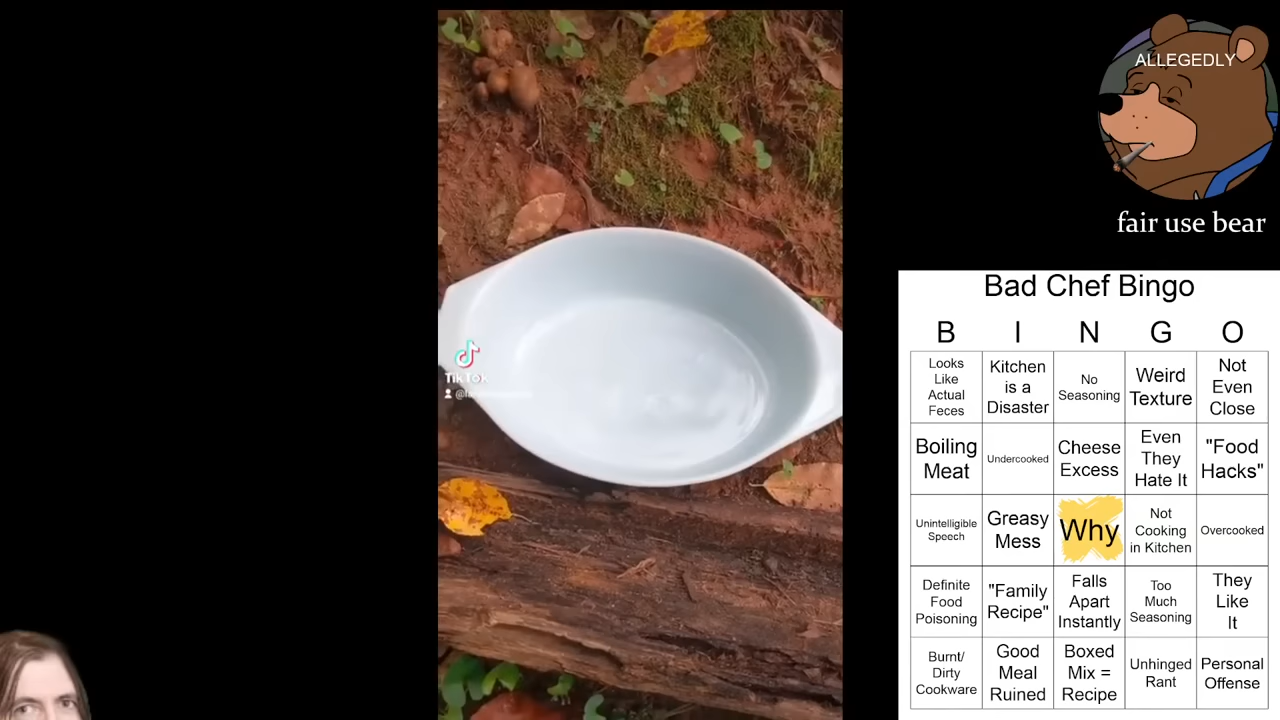 ALLEGEDLY
fair use bear
TikTok
Bad Chef Bingo
B I N G O
Looks
Like
Actual
Feces
Kitchen
is a
Disaster
No
Seasoning
Weird
Texture
Not
Even
Close
Boiling
Meat
Undercooked
Cheese
Excess
Even
They
Hate It
"Food
Hacks"
Unintelligible
Speech
Greasy
Mess
Why
Not
Cooking
in Kitchen
Overcooked
Definite
Food
Poisoning
"Family
Recipe"
Falls
Apart
Instantly
Too
Much
Seasoning
They
Like
It
Burnt/
Dirty
Cookware
Good
Meal
Ruined
Boxed
Mix =
Recipe
Unhinged
Rant
Personal
Offense